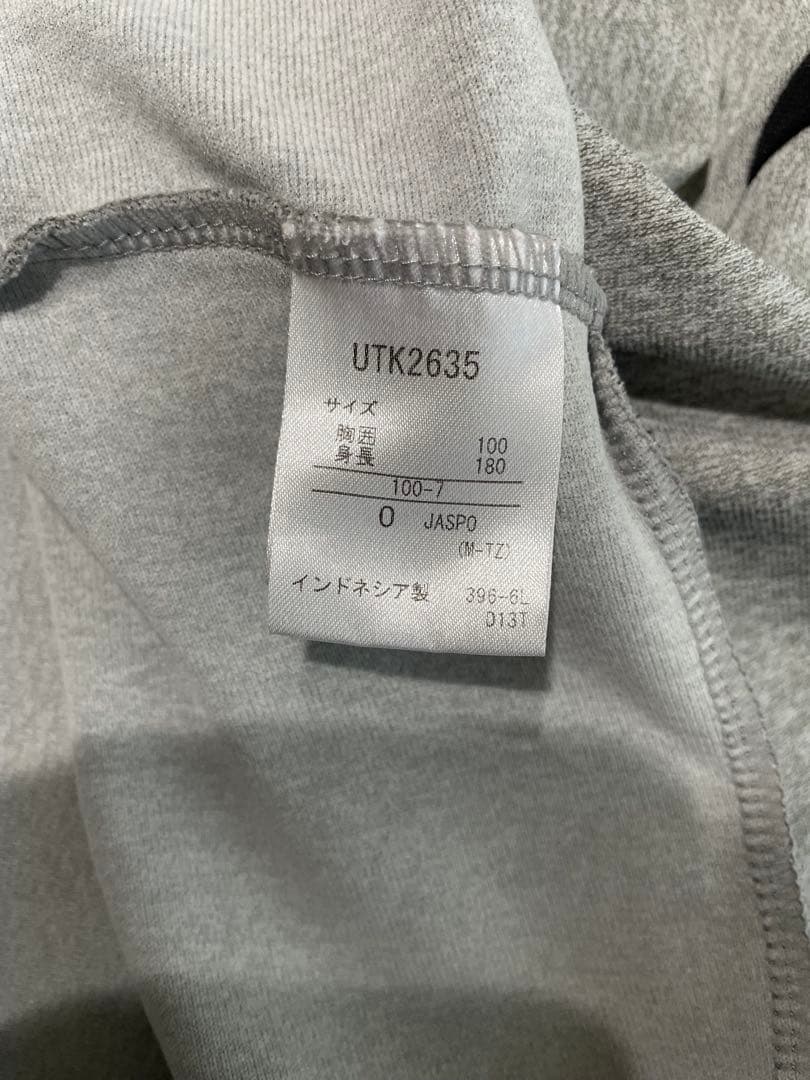 UTK2635
サイズ
胸囲 100
身長 180
100-7
O JASPO
(M-TZ)
インドネシア製 396-6L
D13T